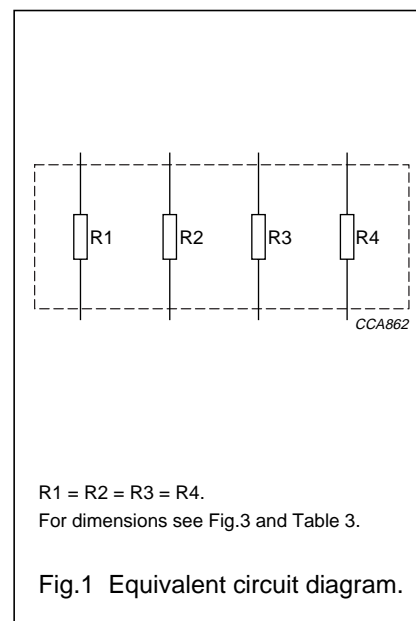 R1 R2 R3 R4
CCA862
R1 = R2 = R3 = R4.
For dimensions see Fig.3 and Table 3.
Fig.1 Equivalent circuit diagram.